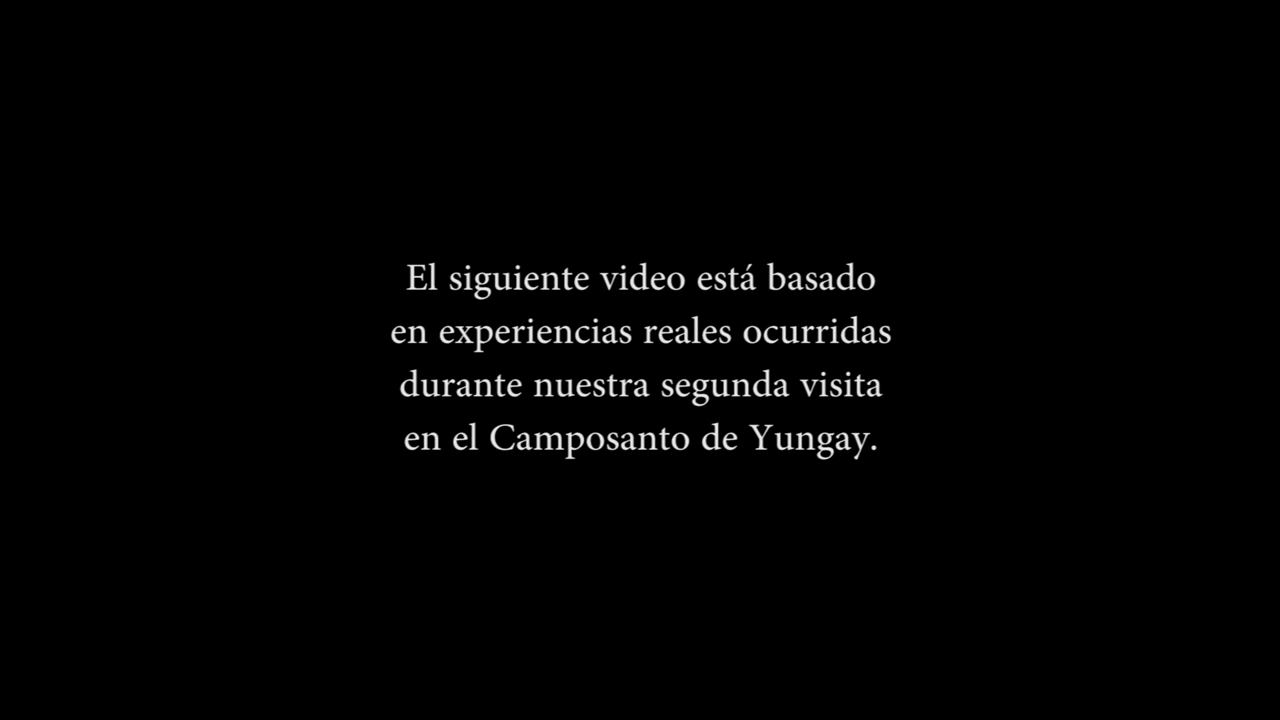 El siguiente video está basado
en experiencias reales ocurridas
durante nuestra segunda visita
en el Camposanto de Yungay.